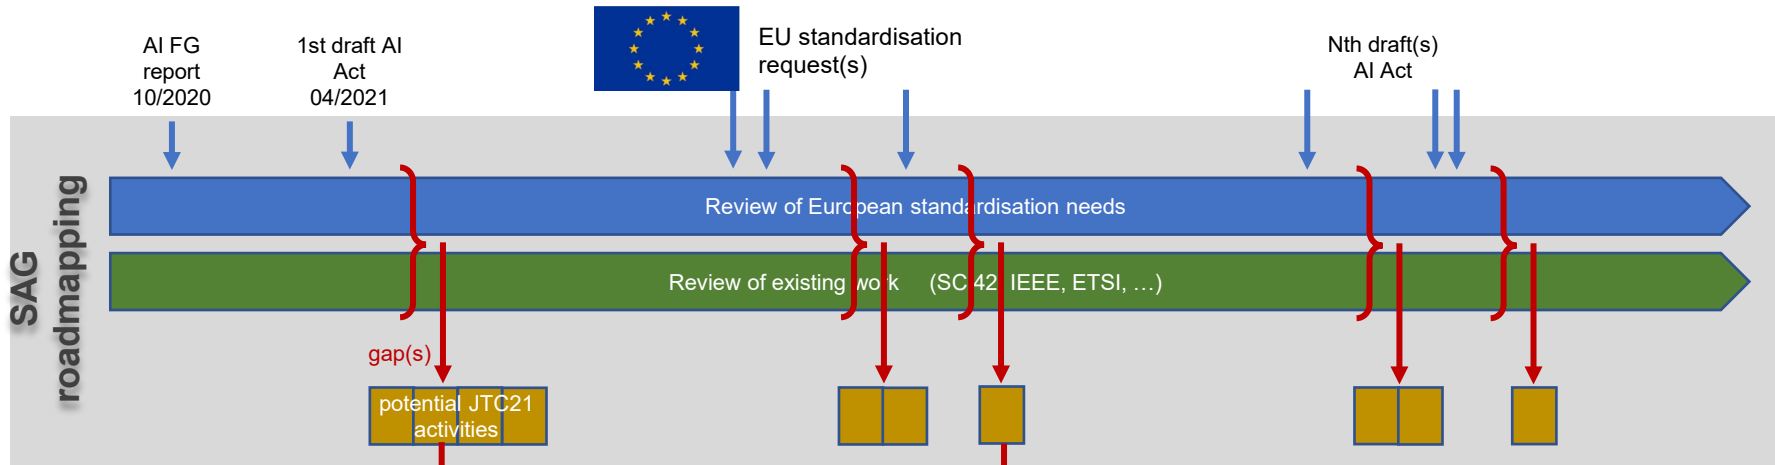 AI FG
report
10/2020
1st draft AI
Act
04/2021
EU standardisation
request(s)
Nth draft(s)
AI Act
SAG
roadmapping
Review of European standardisation needs
Review of existing work (SC 42, IEEE, ETSI, …)
gap(s)
potential JTC21
activities